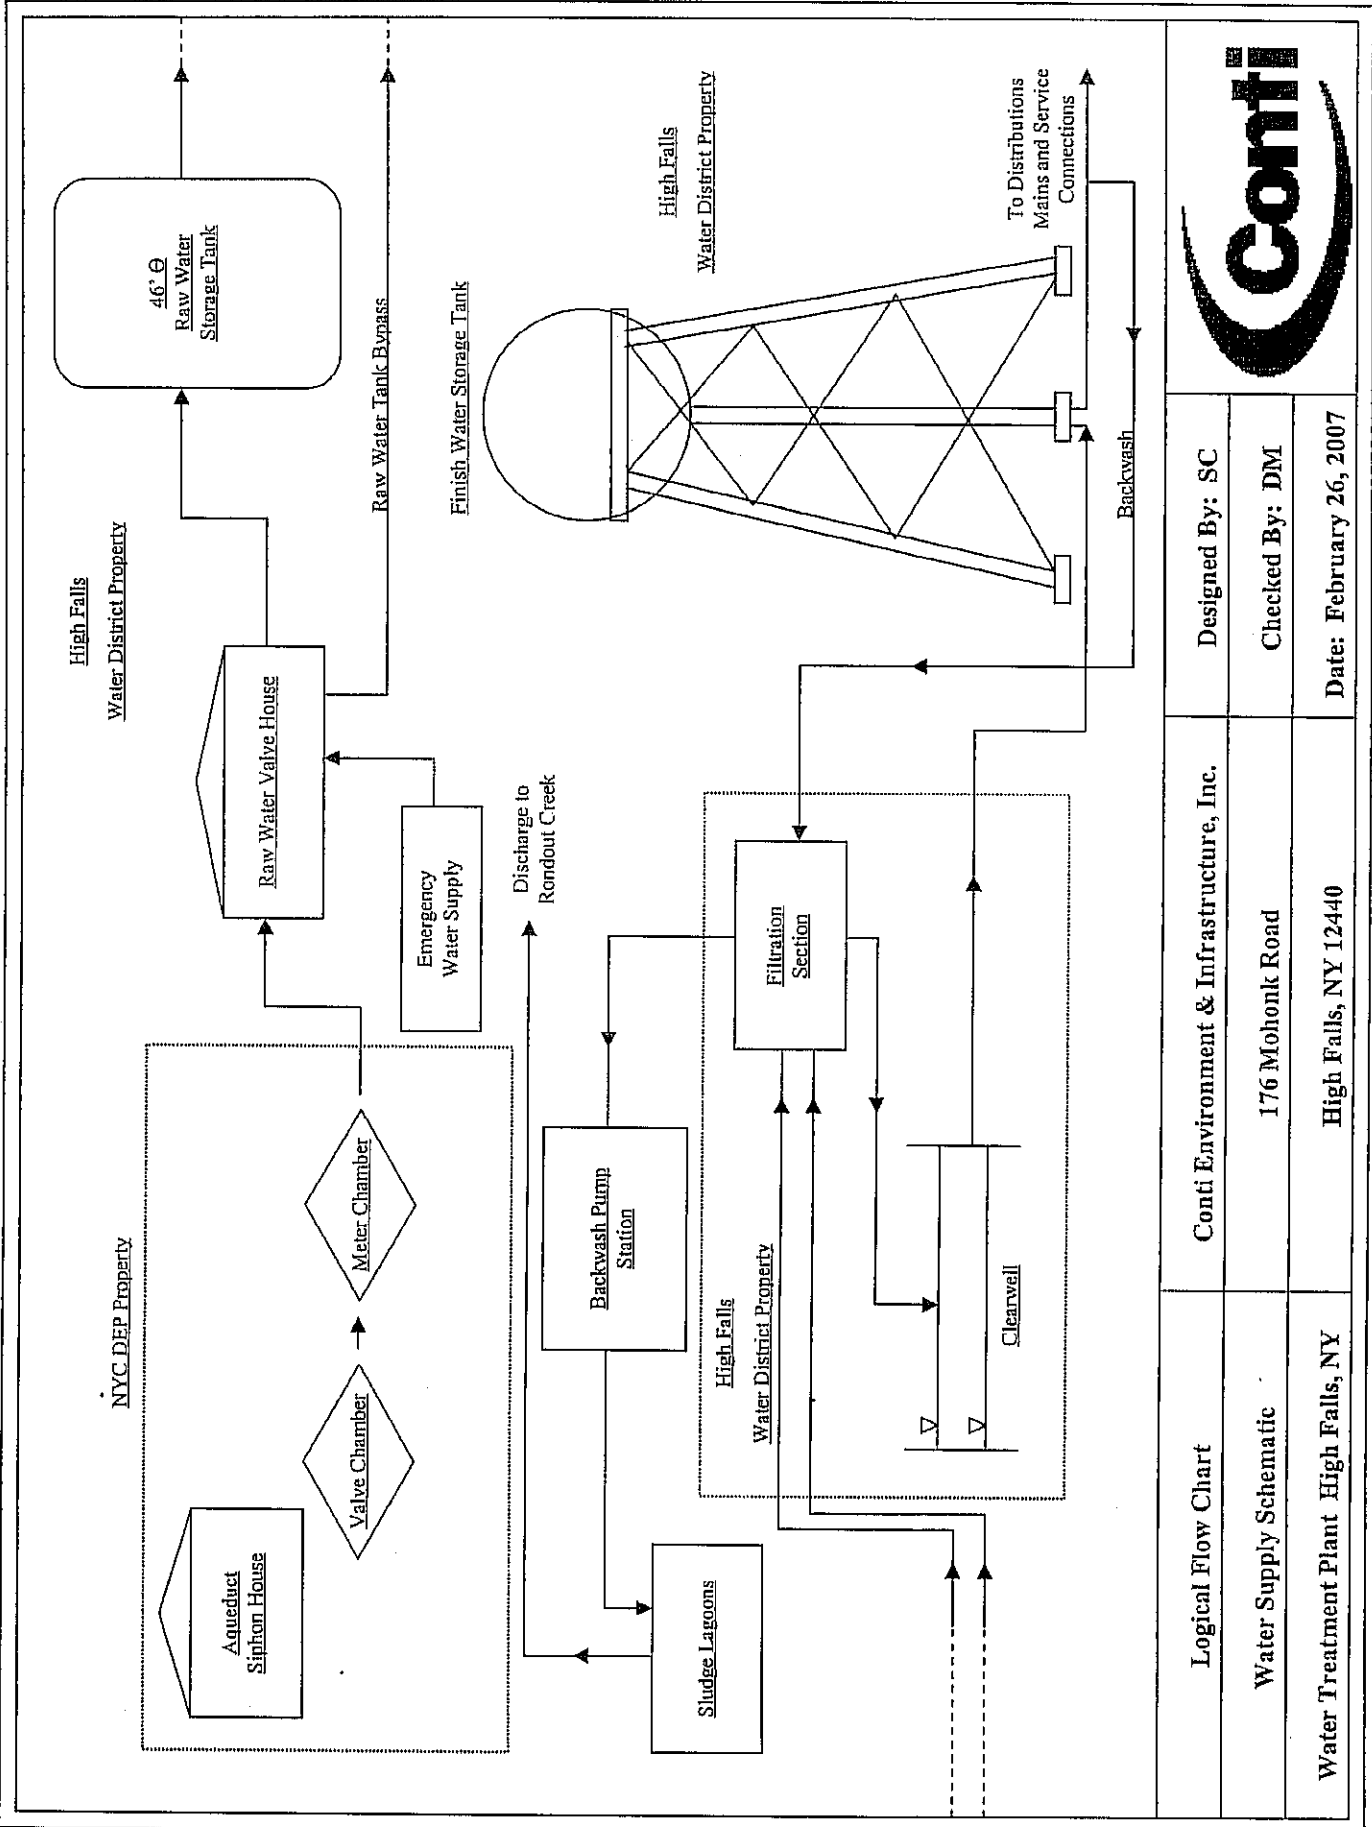 NYC DEP Property
Aqueduct
Siphon House
Valve Chamber
Meter Chamber
High Falls
Water District Property
Raw Water Valve House
46' Θ
Raw Water
Storage Tank
Emergency
Water Supply
Raw Water Tank Bypass
Discharge to
Rondout Creek
Sludge Lagoons
Backwash Pump
Station
High Falls
Water District Property
Filtration
Section
Clearwell
Finish Water Storage Tank
High Falls
Water District Property
To Distributions
Mains and Service
Connections
Backwash
Logical Flow Chart
Conti Environment & Infrastructure, Inc.
Designed By: SC
Water Supply Schematic
176 Mohonk Road
Checked By: DM
Water Treatment Plant High Falls, NY
High Falls, NY 12440
Date: February 26, 2007
Conti